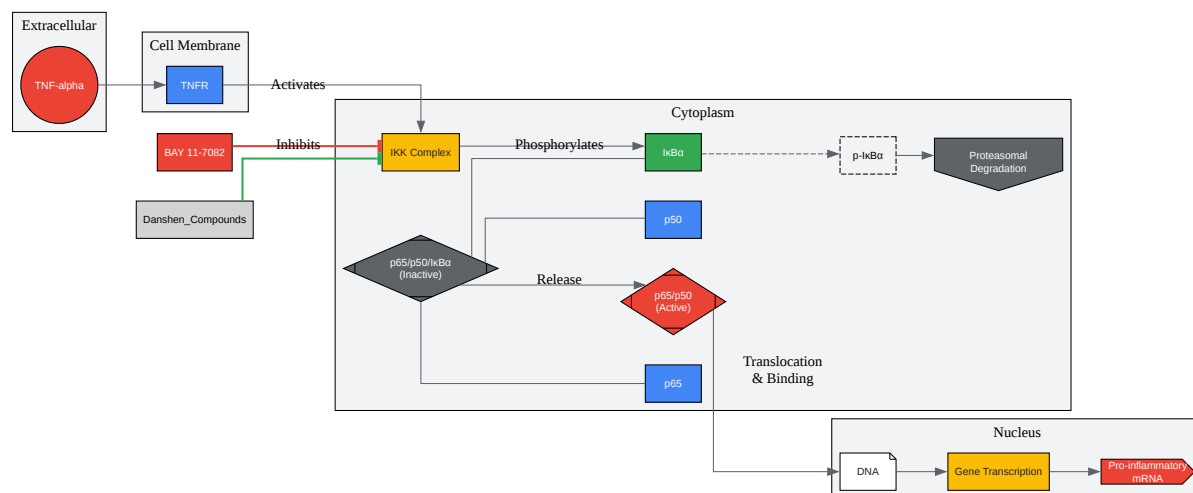 Extracellular
TNF-alpha
Cell Membrane
TNFR
Activates
Cytoplasm
BAY 11-7082
Inhibits
IKK Complex
Phosphorylates
IκBα
p-IκBα
Proteasomal
Degradation
Danshen_Compounds
p50
p65/p50/IκBα
(Inactive)
Release
p65/p50
(Active)
Translocation
& Binding
p65
Nucleus
DNA
Gene Transcription
Pro-inflammatory
mRNA